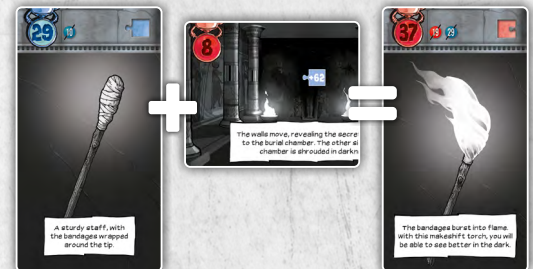 29
10
A sturdy staff, with
the bandages wrapped
around the tip.
+
8
+62
The walls move, revealing the secre
to the burial chamber. The other si
chamber is shrouded in darkn
=
37
19
29
The bandages burst into flame.
With this makeshift torch, you will
be able to see better in the dark.